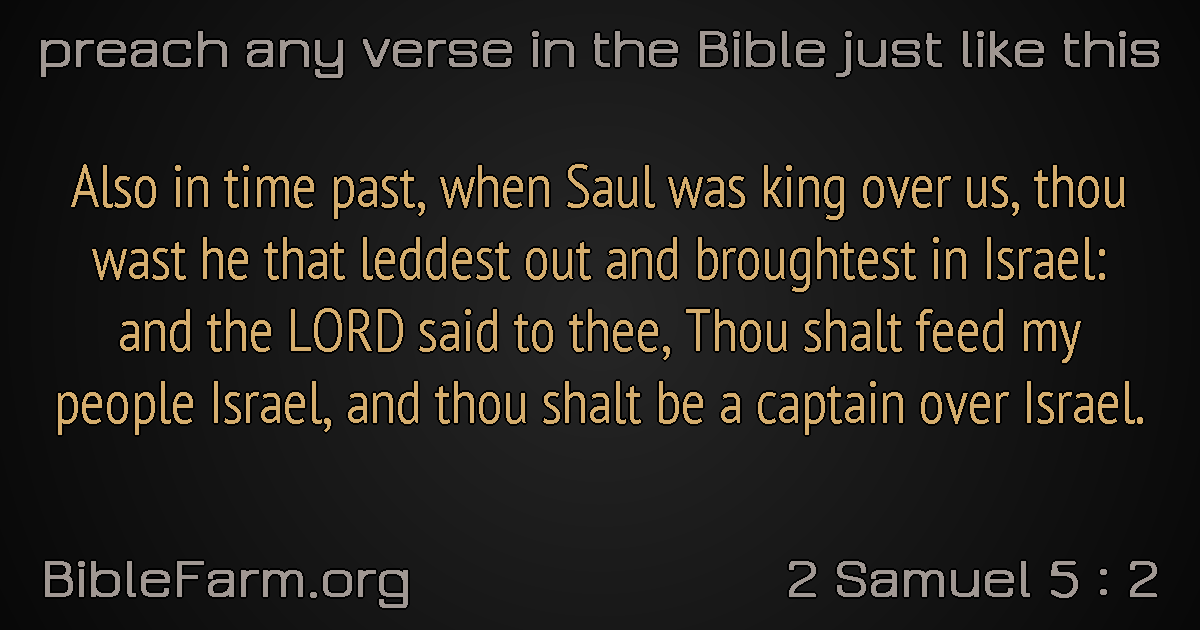 preach any verse in the Bible just like this
Also in time past, when Saul was king over us, thou
wast he that leddest out and broughtest in Israel:
and the LORD said to thee, Thou shalt feed my
people Israel, and thou shalt be a captain over Israel.
BibleFarm.org
2 Samuel 5 : 2